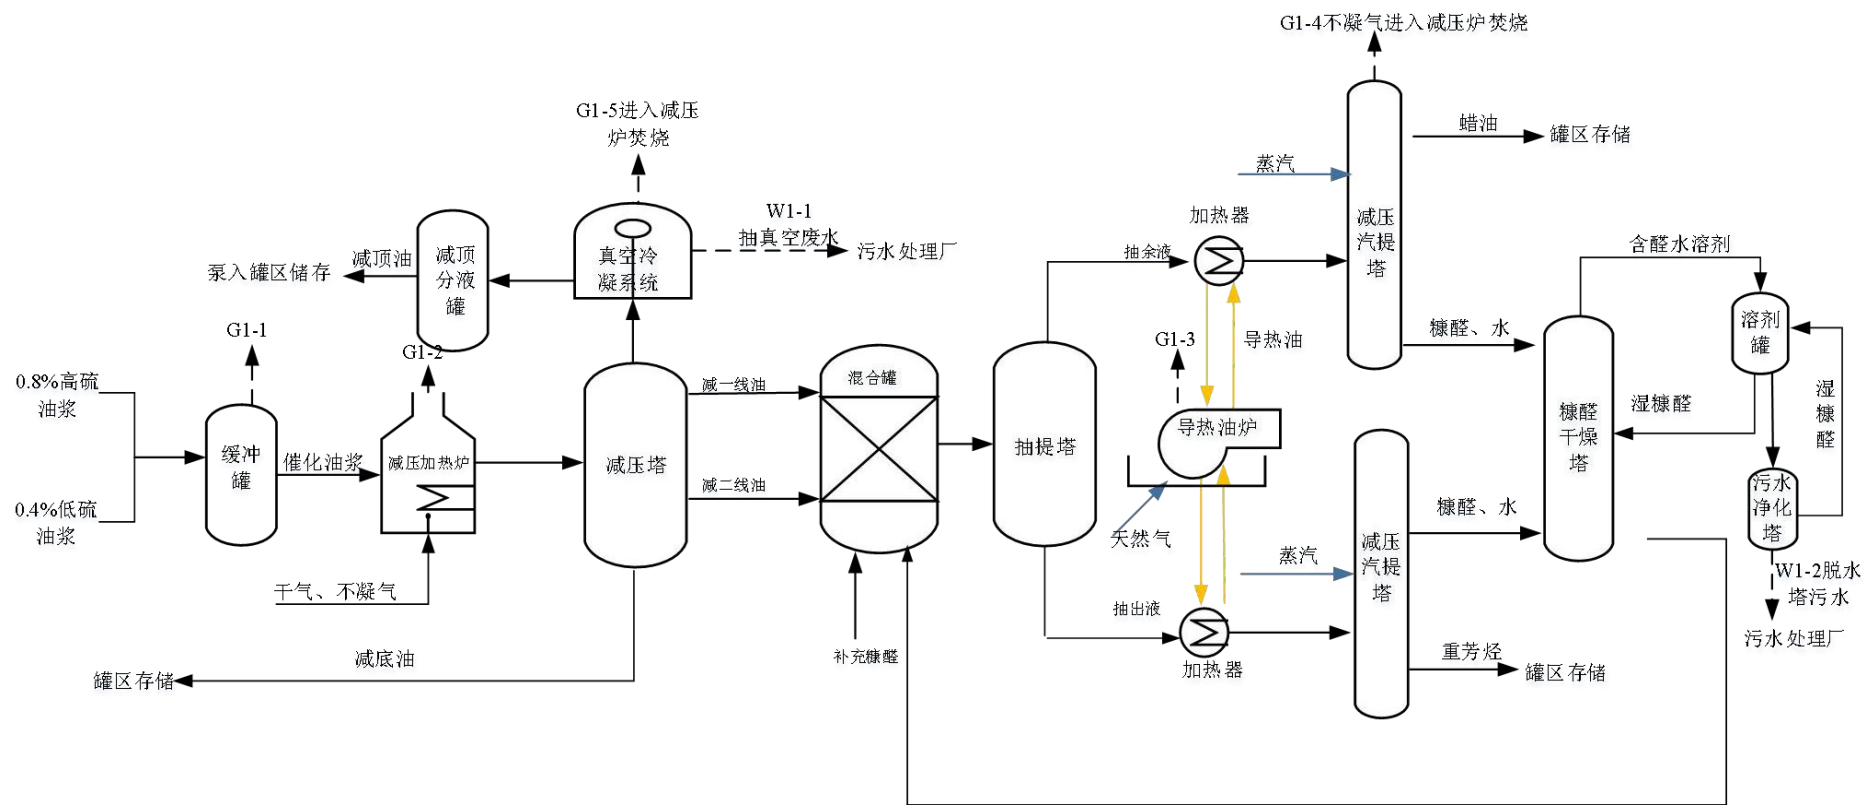 G1-4不凝气进入减压炉焚烧
G1-5进入减压
炉焚烧
蜡油
罐区存储
蒸汽
W1-1
抽真空废水
污水处理厂
加热器
减压
汽提
塔
含醛水溶剂
抽余液
减顶油
泵入罐区储存
减顶
分液
罐
真空冷
凝系统
G1-1
G1-2
G1-3
导热油
糠醛、水
溶剂
罐
0.8%高硫
油浆
减一线油
混合罐
湿糠醛
湿
糠
醛
糠醛
干燥
塔
缓冲
罐
催化油浆
减压加热炉
减压塔
抽提塔
导热油炉
减二线油
0.4%低硫
油浆
污水
净化
塔
糠醛、水
天然气
减压
汽提
塔
蒸汽
W1-2脱水
塔污水
干气、不凝气
抽出液
污水处理厂
减底油
罐区存储
补充糠醛
加热器
重芳烃
罐区存储